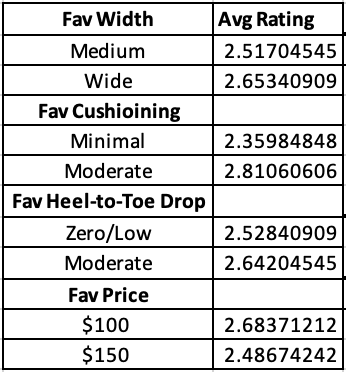 Fav Width Avg Rating
Medium 2.51704545
Wide 2.65340909
Fav Cushioining
Minimal 2.35984848
Moderate 2.81060606
Fav Heel-to-Toe Drop
Zero/Low 2.52840909
Moderate 2.64204545
Fav Price
$100 2.68371212
$150 2.48674242